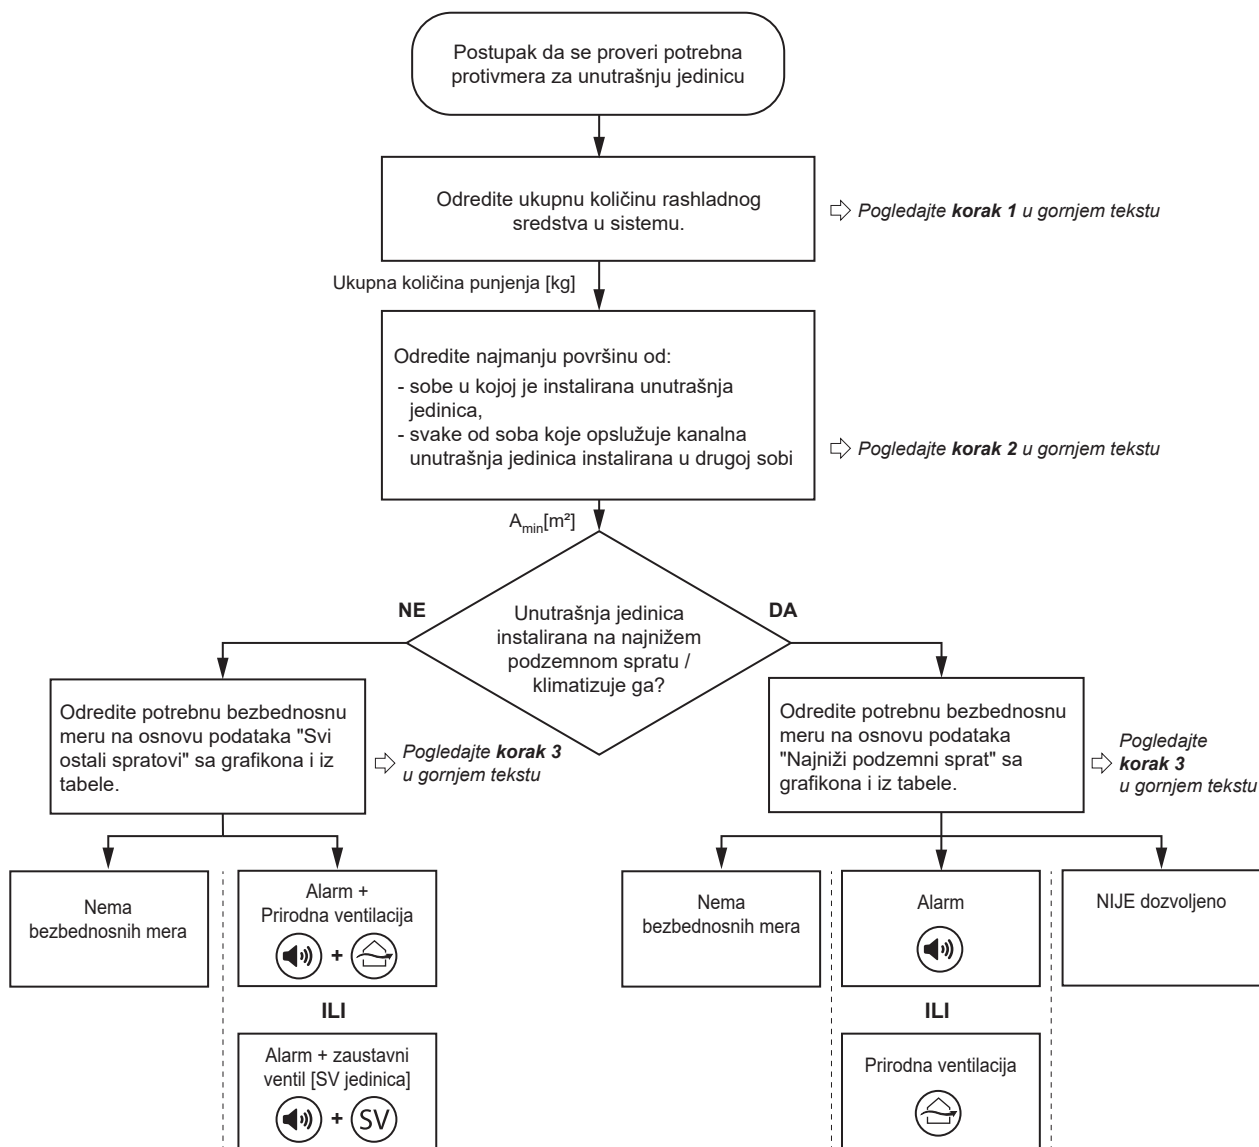 Postupak da se proveri potrebna
protivmera za unutrašnju jedinicu
Odredite ukupnu količinu rashladnog
sredstva u sistemu.
Pogledajte korak 1 u gornjem tekstu
Ukupna količina punjenja [kg]
Odredite najmanju površinu od:
- sobe u kojoj je instalirana unutrašnja
jedinica,
- svake od soba koje opslužuje kanalna
unutrašnja jedinica instalirana u drugoj sobi
Pogledajte korak 2 u gornjem tekstu
Amin[m²]
NE
Unutrašnja jedinica
instalirana na najnižem
podzemnom spratu /
klimatizuje ga?
DA
Odredite potrebnu bezbednosnu
meru na osnovu podataka "Svi
ostali spratovi" sa grafikona i iz
tabele.
Pogledajte korak 3
u gornjem tekstu
Odredite potrebnu bezbednosnu
meru na osnovu podataka
"Najniži podzemni sprat" sa
grafikona i iz tabele.
Pogledajte
korak 3
u gornjem tekstu
Nema
bezbednosnih mera
Alarm +
Prirodna ventilacija
+
ILI
Alarm + zaustavni
ventil [SV jedinica]
+ SV
Nema
bezbednosnih mera
Alarm
ILI
Prirodna ventilacija
NIJE dozvoljeno